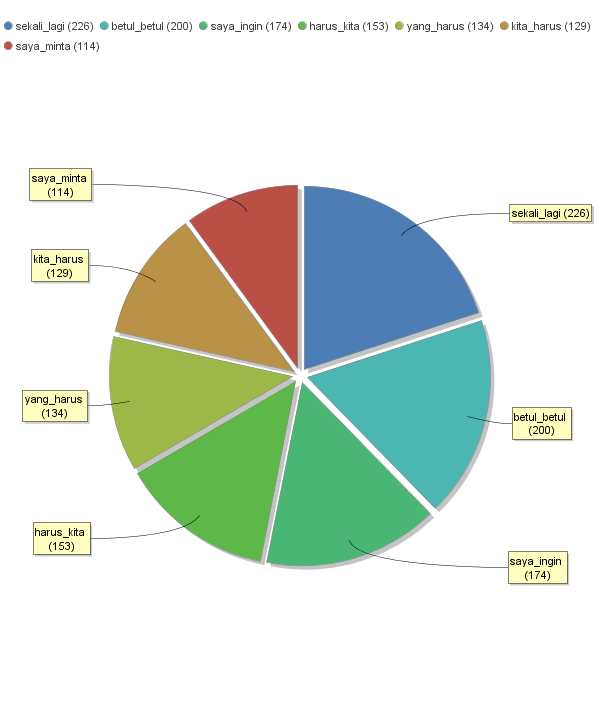 sekali_lagi (226) betul_betul (200) saya_ingin (174) harus_kita (153) yang_harus (134) kita_harus (129)
saya_minta (114)
saya_minta
(114)
sekali_lagi (226)
kita_harus
(129)
yang_harus
(134)
betul_betul
(200)
harus_kita
(153)
saya_ingin
(174)